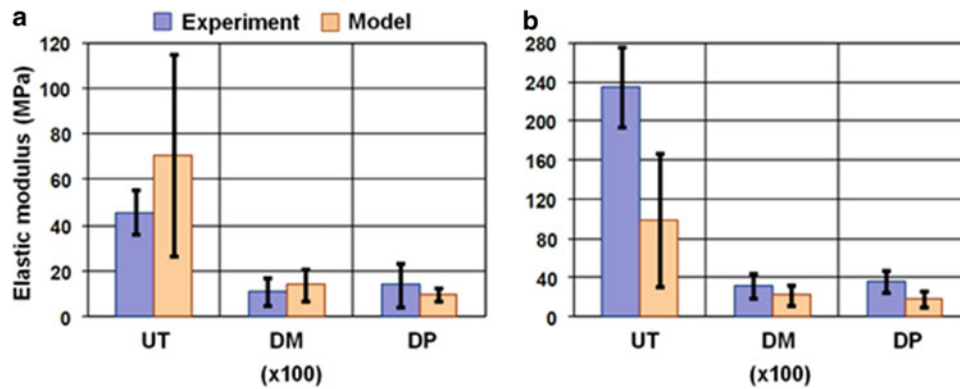 a
Experiment Model
Elastic modulus (MPa)
120
100
80
60
40
20
0
UT DM DP
(x100)
b
280
240
200
160
120
80
40
0
UT DM DP
(x100)